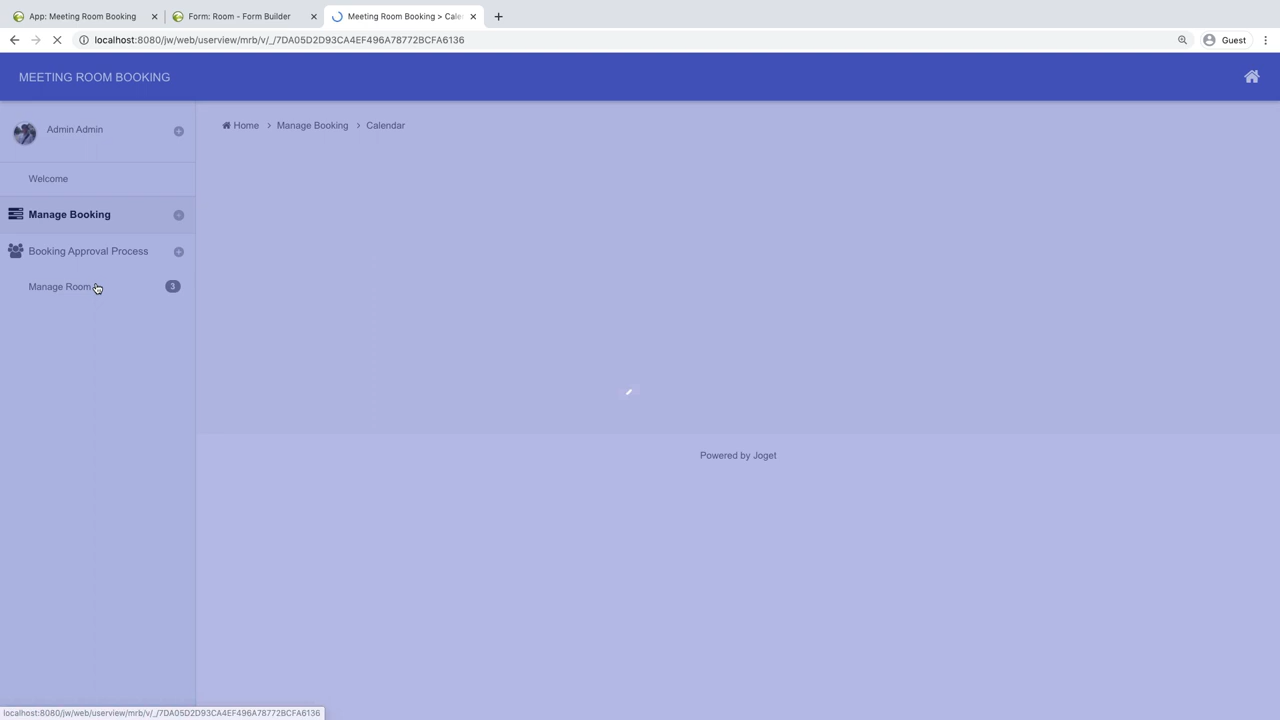 App: Meeting Room Booking
Form: Room - Form Builder
Meeting Room Booking > Cale
localhost:8080/jw/web/userview/mrb/v/_/7DA05D2D93CA4EF496A78772BCFA6136
Guest
MEETING ROOM BOOKING
Admin Admin
Home > Manage Booking > Calendar
Welcome
Manage Booking
Booking Approval Process
Manage Room 3
Powered by Joget
localhost:8080/jw/web/userview/mrb/v/_/7DA05D2D93CA4EF496A78772BCFA6136